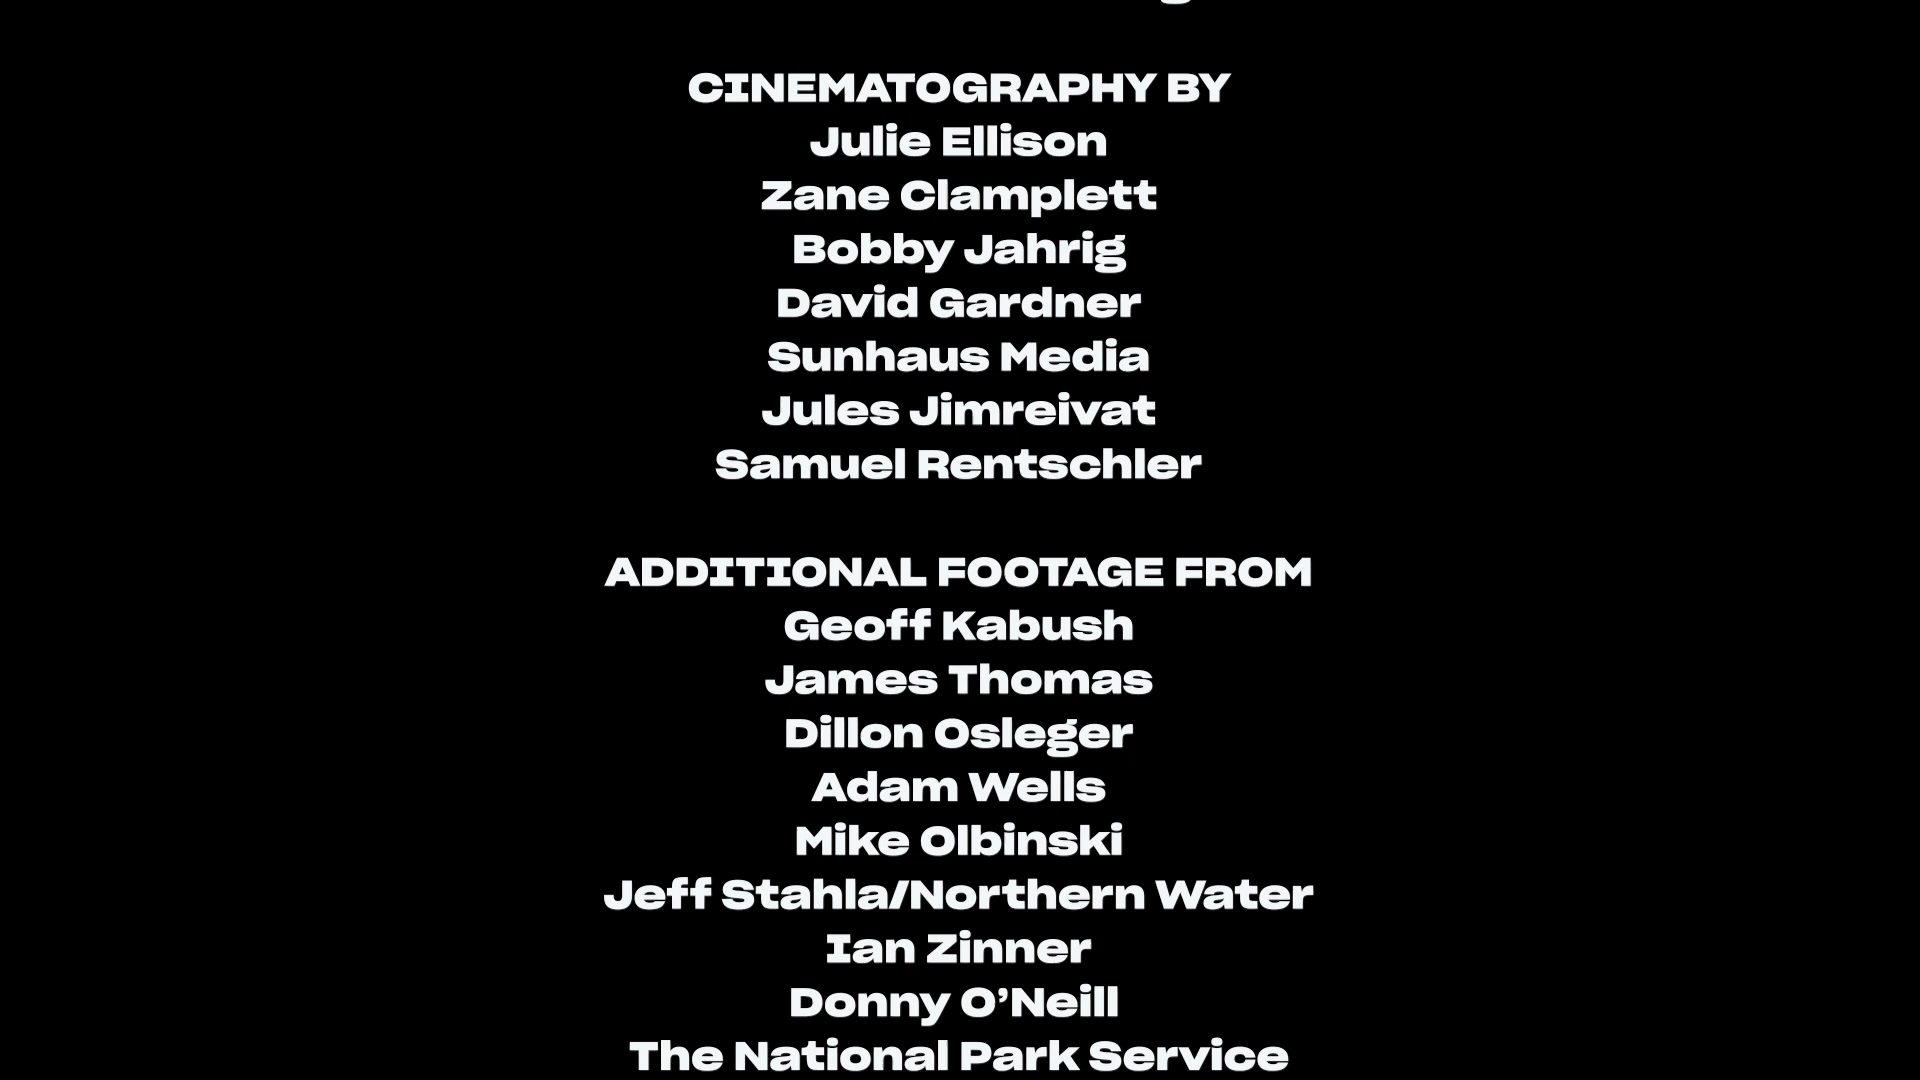 CINEMATOGRAPHY BY
Julie Ellison
Zane Clamplett
Bobby Jahrig
David Gardner
Sunhaus Media
Jules Jimreivat
Samuel Rentschler
ADDITIONAL FOOTAGE FROM
Geoff Kabush
James Thomas
Dillon Osleger
Adam Wells
Mike Olbinski
Jeff Stahla/Northern Water
Ian Zinner
Donny O’Neill
The National Park Service